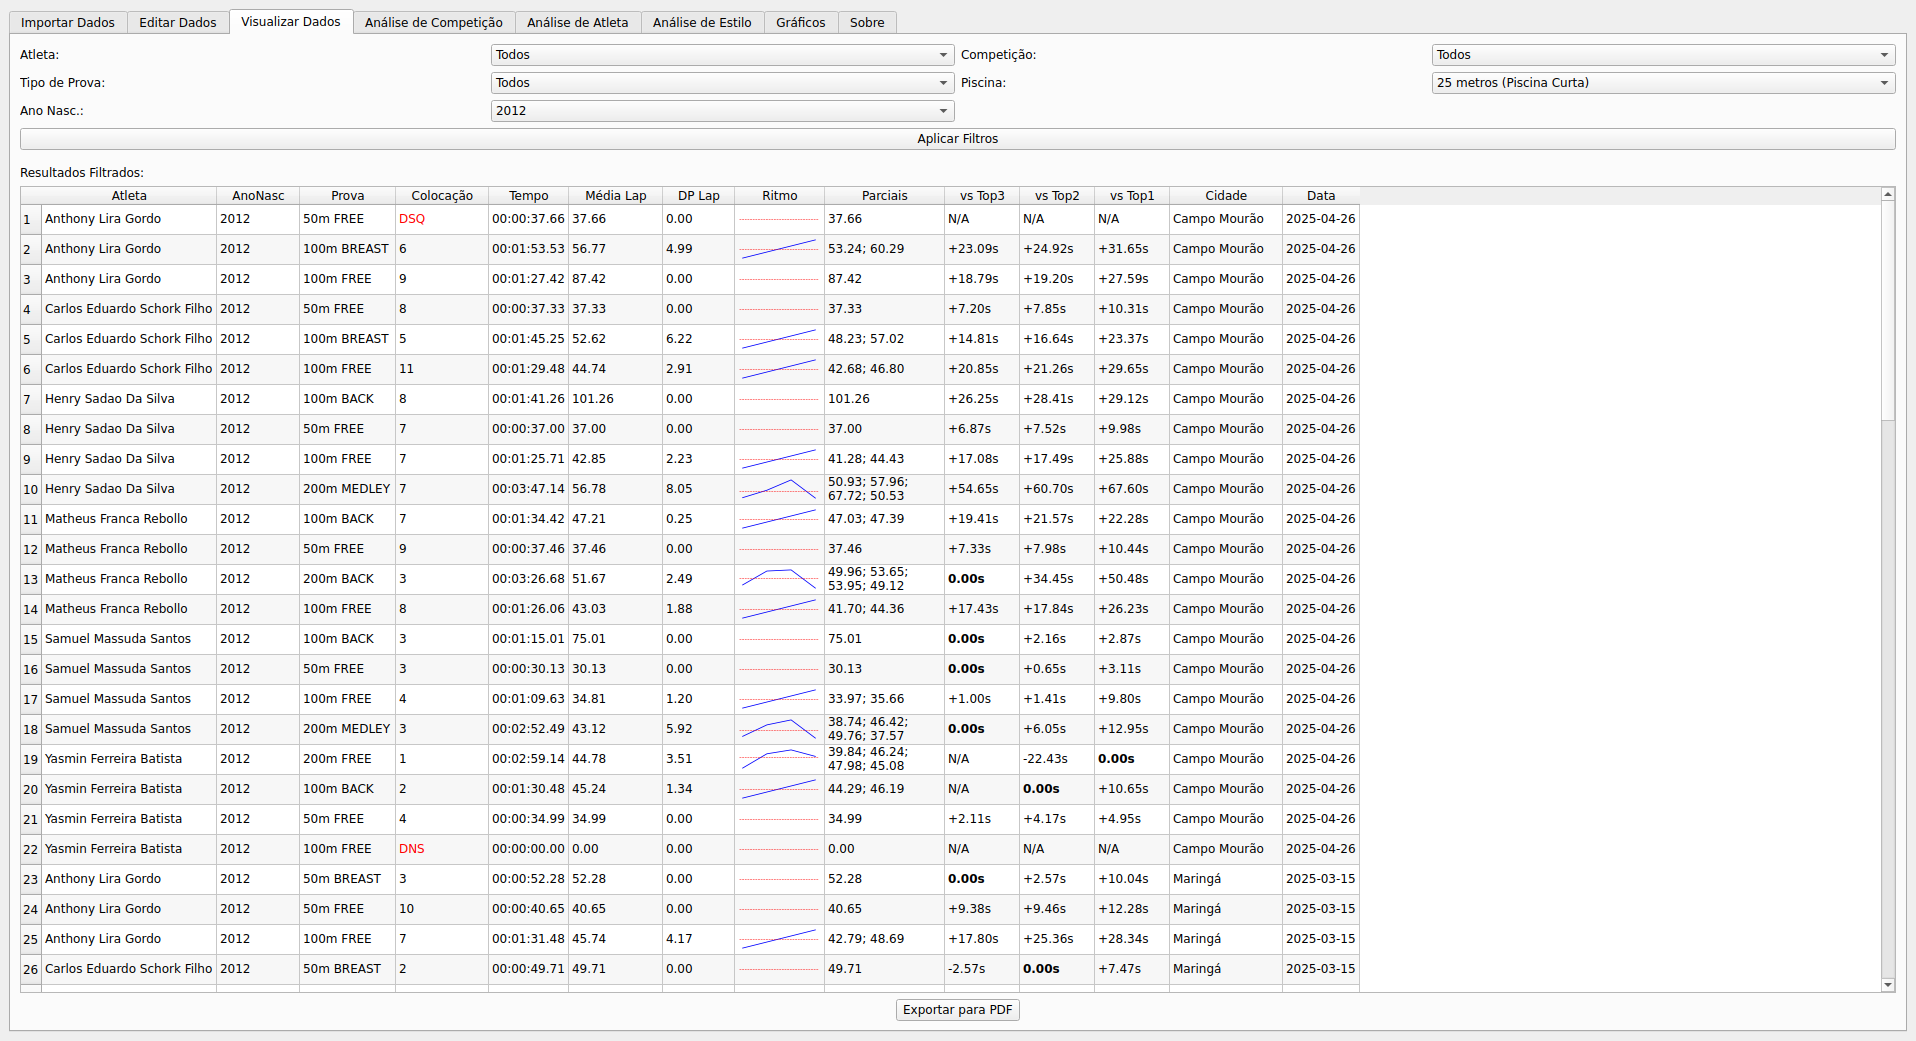 Importar Dados Editar Dados Visualizar Dados Análise de Competição Análise de Atleta Análise de Estilo Gráficos Sobre
Atleta: Todos Competição: Todos
Tipo de Prova: Todos Piscina: 25 metros (Piscina Curta)
Ano Nasc.: 2012
Aplicar Filtros
Resultados Filtrados:
Atleta AnoNasc Prova Colocação Tempo Média Lap DP Lap Ritmo Parciais vs Top3 vs Top2 vs Top1 Cidade Data
1 Anthony Lira Gordo 2012 50m FREE DSQ 00:00:37.66 37.66 0.00 37.66 N/A N/A N/A Campo Mourão 2025-04-26
2 Anthony Lira Gordo 2012 100m BREAST 6 00:01:53.53 56.77 4.99 53.24; 60.29 +23.09s +24.92s +31.65s Campo Mourão 2025-04-26
3 Anthony Lira Gordo 2012 100m FREE 9 00:01:27.42 87.42 0.00 87.42 +18.79s +19.20s +27.59s Campo Mourão 2025-04-26
4 Carlos Eduardo Schork Filho 2012 50m FREE 8 00:00:37.33 37.33 0.00 37.33 +7.20s +7.85s +10.31s Campo Mourão 2025-04-26
5 Carlos Eduardo Schork Filho 2012 100m BREAST 5 00:01:45.25 52.62 6.22 48.23; 57.02 +14.81s +16.64s +23.37s Campo Mourão 2025-04-26
6 Carlos Eduardo Schork Filho 2012 100m FREE 11 00:01:29.48 44.74 2.91 42.68; 46.80 +20.85s +21.26s +29.65s Campo Mourão 2025-04-26
7 Henry Sadao Da Silva 2012 100m BACK 8 00:01:41.26 101.26 0.00 101.26 +26.25s +28.41s +29.12s Campo Mourão 2025-04-26
8 Henry Sadao Da Silva 2012 50m FREE 7 00:00:37.00 37.00 0.00 37.00 +6.87s +7.52s +9.98s Campo Mourão 2025-04-26
9 Henry Sadao Da Silva 2012 100m FREE 7 00:01:25.71 42.85 2.23 41.28; 44.43 +17.08s +17.49s +25.88s Campo Mourão 2025-04-26
10 Henry Sadao Da Silva 2012 200m MEDLEY 7 00:03:47.14 56.78 8.05 50.93; 57.96; 67.72; 50.53 +54.65s +60.70s +67.60s Campo Mourão 2025-04-26
11 Matheus Franca Rebollo 2012 100m BACK 7 00:01:34.42 47.21 0.25 47.03; 47.39 +19.41s +21.57s +22.28s Campo Mourão 2025-04-26
12 Matheus Franca Rebollo 2012 50m FREE 9 00:00:37.46 37.46 0.00 37.46 +7.33s +7.98s +10.44s Campo Mourão 2025-04-26
13 Matheus Franca Rebollo 2012 200m BACK 3 00:03:26.68 51.67 2.49 49.96; 53.65; 53.95; 49.12 0.00s +34.45s +50.48s Campo Mourão 2025-04-26
14 Matheus Franca Rebollo 2012 100m FREE 8 00:01:26.06 43.03 1.88 41.70; 44.36 +17.43s +17.84s +26.23s Campo Mourão 2025-04-26
15 Samuel Massuda Santos 2012 100m BACK 3 00:01:15.01 75.01 0.00 75.01 0.00s +2.16s +2.87s Campo Mourão 2025-04-26
16 Samuel Massuda Santos 2012 50m FREE 3 00:00:30.13 30.13 0.00 30.13 0.00s +0.65s +3.11s Campo Mourão 2025-04-26
17 Samuel Massuda Santos 2012 100m FREE 4 00:01:09.63 34.81 1.20 33.97; 35.66 +1.00s +1.41s +9.80s Campo Mourão 2025-04-26
18 Samuel Massuda Santos 2012 200m MEDLEY 3 00:02:52.49 43.12 5.92 38.74; 46.42; 49.76; 37.57 0.00s +6.05s +12.95s Campo Mourão 2025-04-26
19 Yasmin Ferreira Batista 2012 200m FREE 1 00:02:59.14 44.78 3.51 39.84; 46.24; 47.98; 45.08 N/A -22.43s 0.00s Campo Mourão 2025-04-26
20 Yasmin Ferreira Batista 2012 100m BACK 2 00:01:30.48 45.24 1.34 44.29; 46.19 N/A 0.00s +10.65s Campo Mourão 2025-04-26
21 Yasmin Ferreira Batista 2012 50m FREE 4 00:00:34.99 34.99 0.00 34.99 +2.11s +4.17s +4.95s Campo Mourão 2025-04-26
22 Yasmin Ferreira Batista 2012 100m FREE DNS 00:00:00.00 0.00 0.00 0.00 N/A N/A N/A Campo Mourão 2025-04-26
23 Anthony Lira Gordo 2012 50m BREAST 3 00:00:52.28 52.28 0.00 52.28 0.00s +2.57s +10.04s Maringá 2025-03-15
24 Anthony Lira Gordo 2012 50m FREE 10 00:00:40.65 40.65 0.00 40.65 +9.38s +9.46s +12.28s Maringá 2025-03-15
25 Anthony Lira Gordo 2012 100m FREE 7 00:01:31.48 45.74 4.17 42.79; 48.69 +17.80s +25.36s +28.34s Maringá 2025-03-15
26 Carlos Eduardo Schork Filho 2012 50m BREAST 2 00:00:49.71 49.71 0.00 49.71 -2.57s 0.00s +7.47s Maringá 2025-03-15
Exportar para PDF